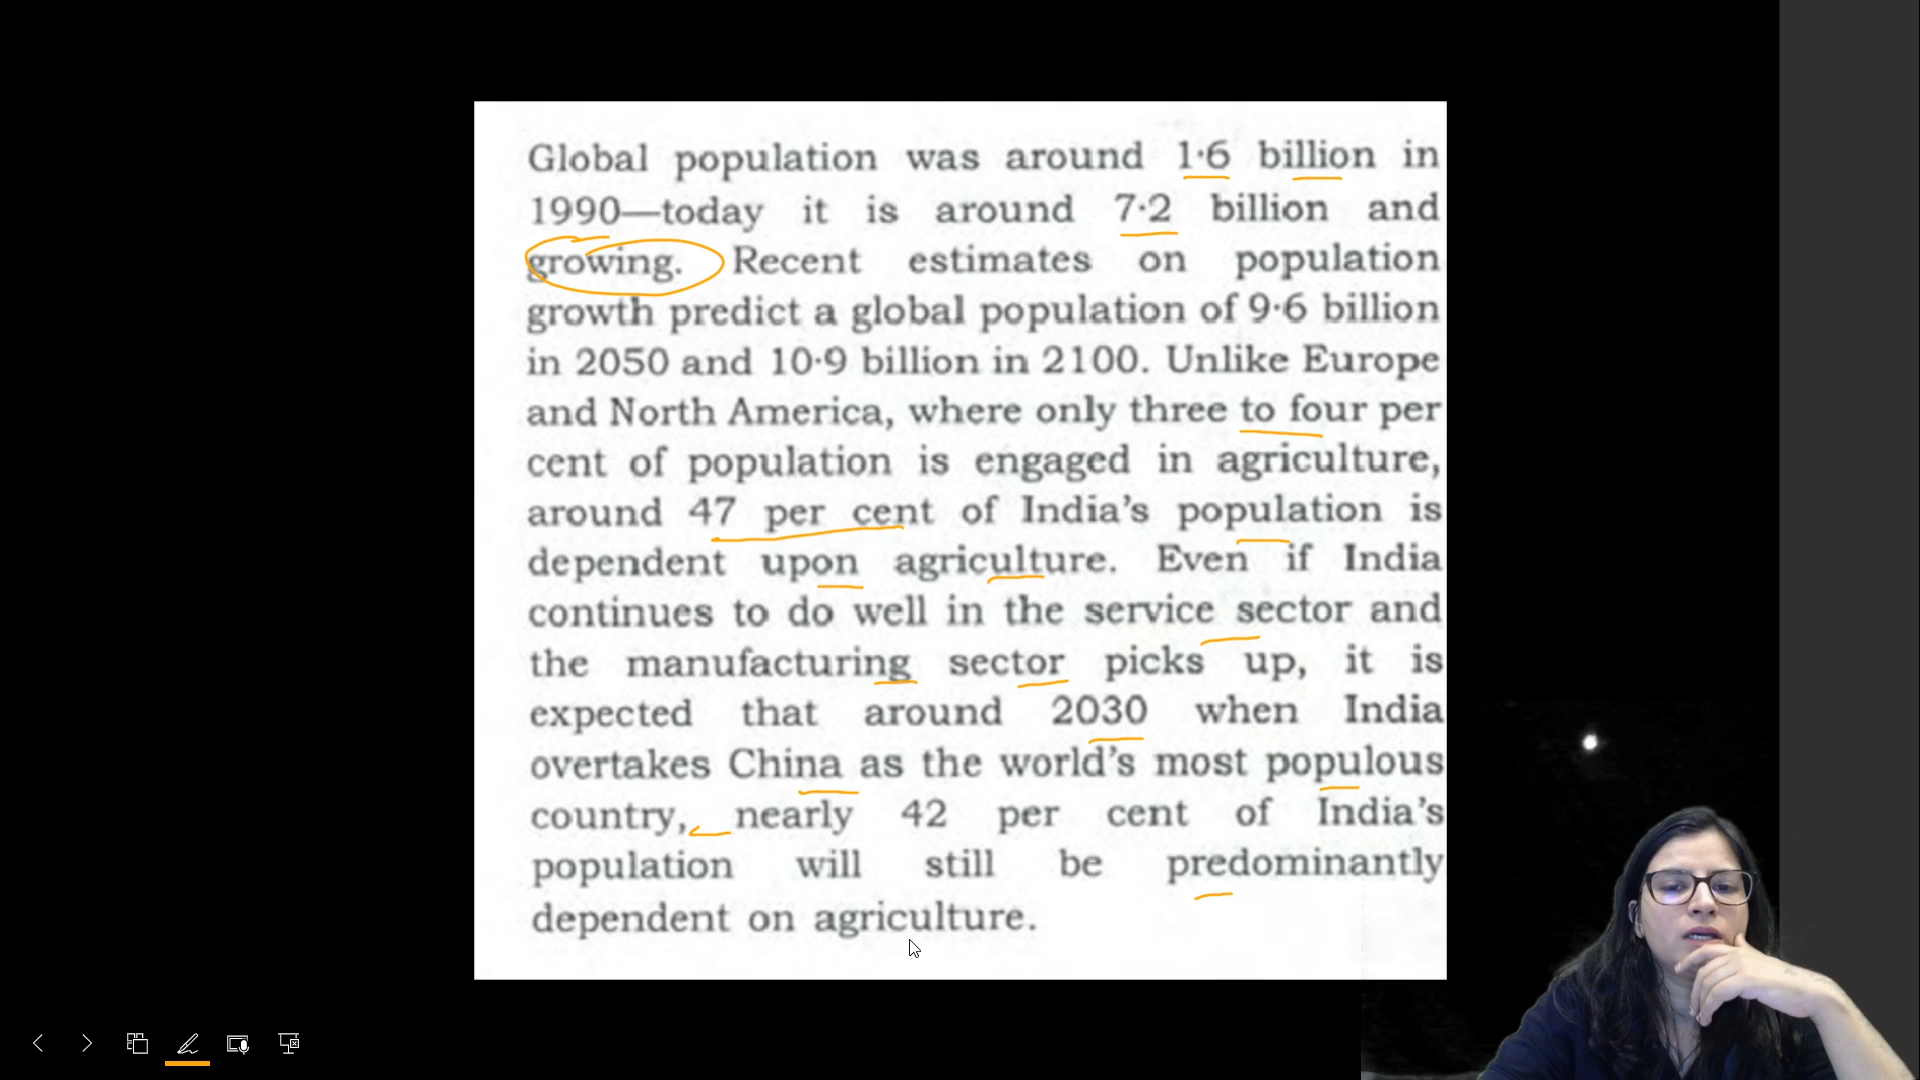 Global population was around 1·6 billion in
1990—today it is around 7·2 billion and
growing. Recent estimates on population
growth predict a global population of 9·6 billion
in 2050 and 10·9 billion in 2100. Unlike Europe
and North America, where only three to four per
cent of population is engaged in agriculture,
around 47 per cent of India's population is
dependent upon agriculture. Even if India
continues to do well in the service sector and
the manufacturing sector picks up, it is
expected that around 2030 when India
overtakes China as the world's most populous
country, nearly 42 per cent of India's
population will still be predominantly
dependent on agriculture.